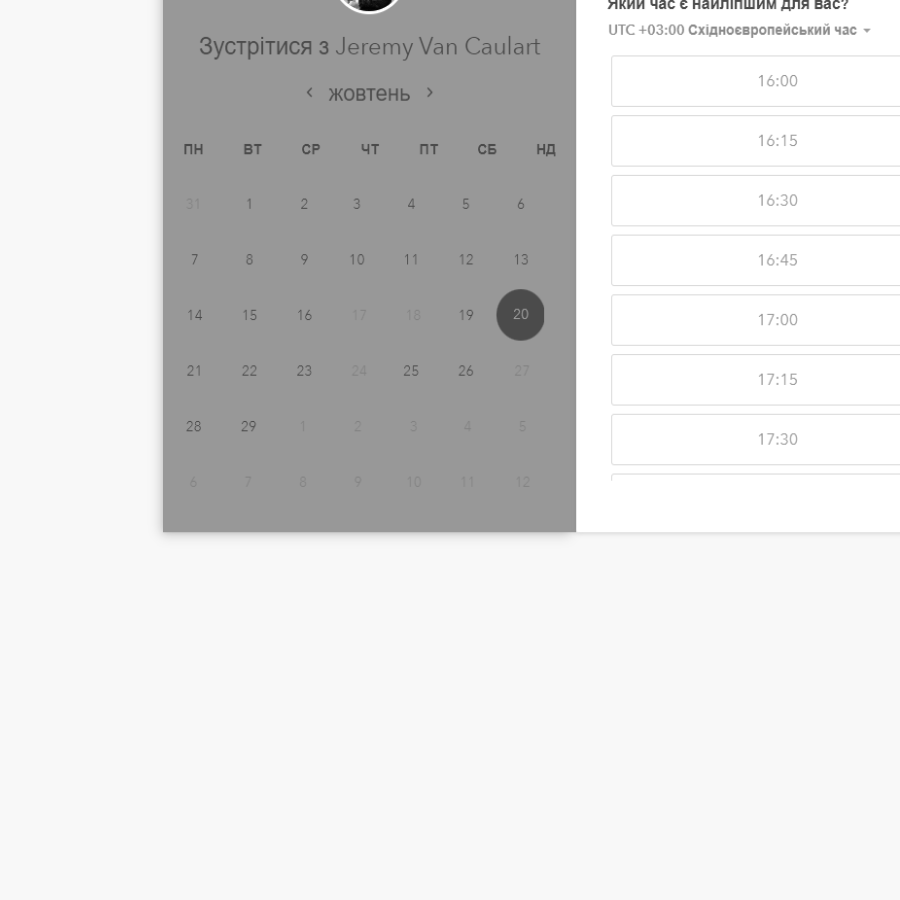 Зустрітися з Jeremy Van Caulart
‹ жовтень ›
ПН ВТ СР ЧТ ПТ СБ НД
31 1 2 3 4 5 6
7 8 9 10 11 12 13
14 15 16 17 18 19 20
21 22 23 24 25 26 27
28 29 1 2 3 4 5
6 7 8 9 10 11 12
Який час є найліпшим для вас?
UTC +03:00 Східноєвропейський час
16:00
16:15
16:30
16:45
17:00
17:15
17:30